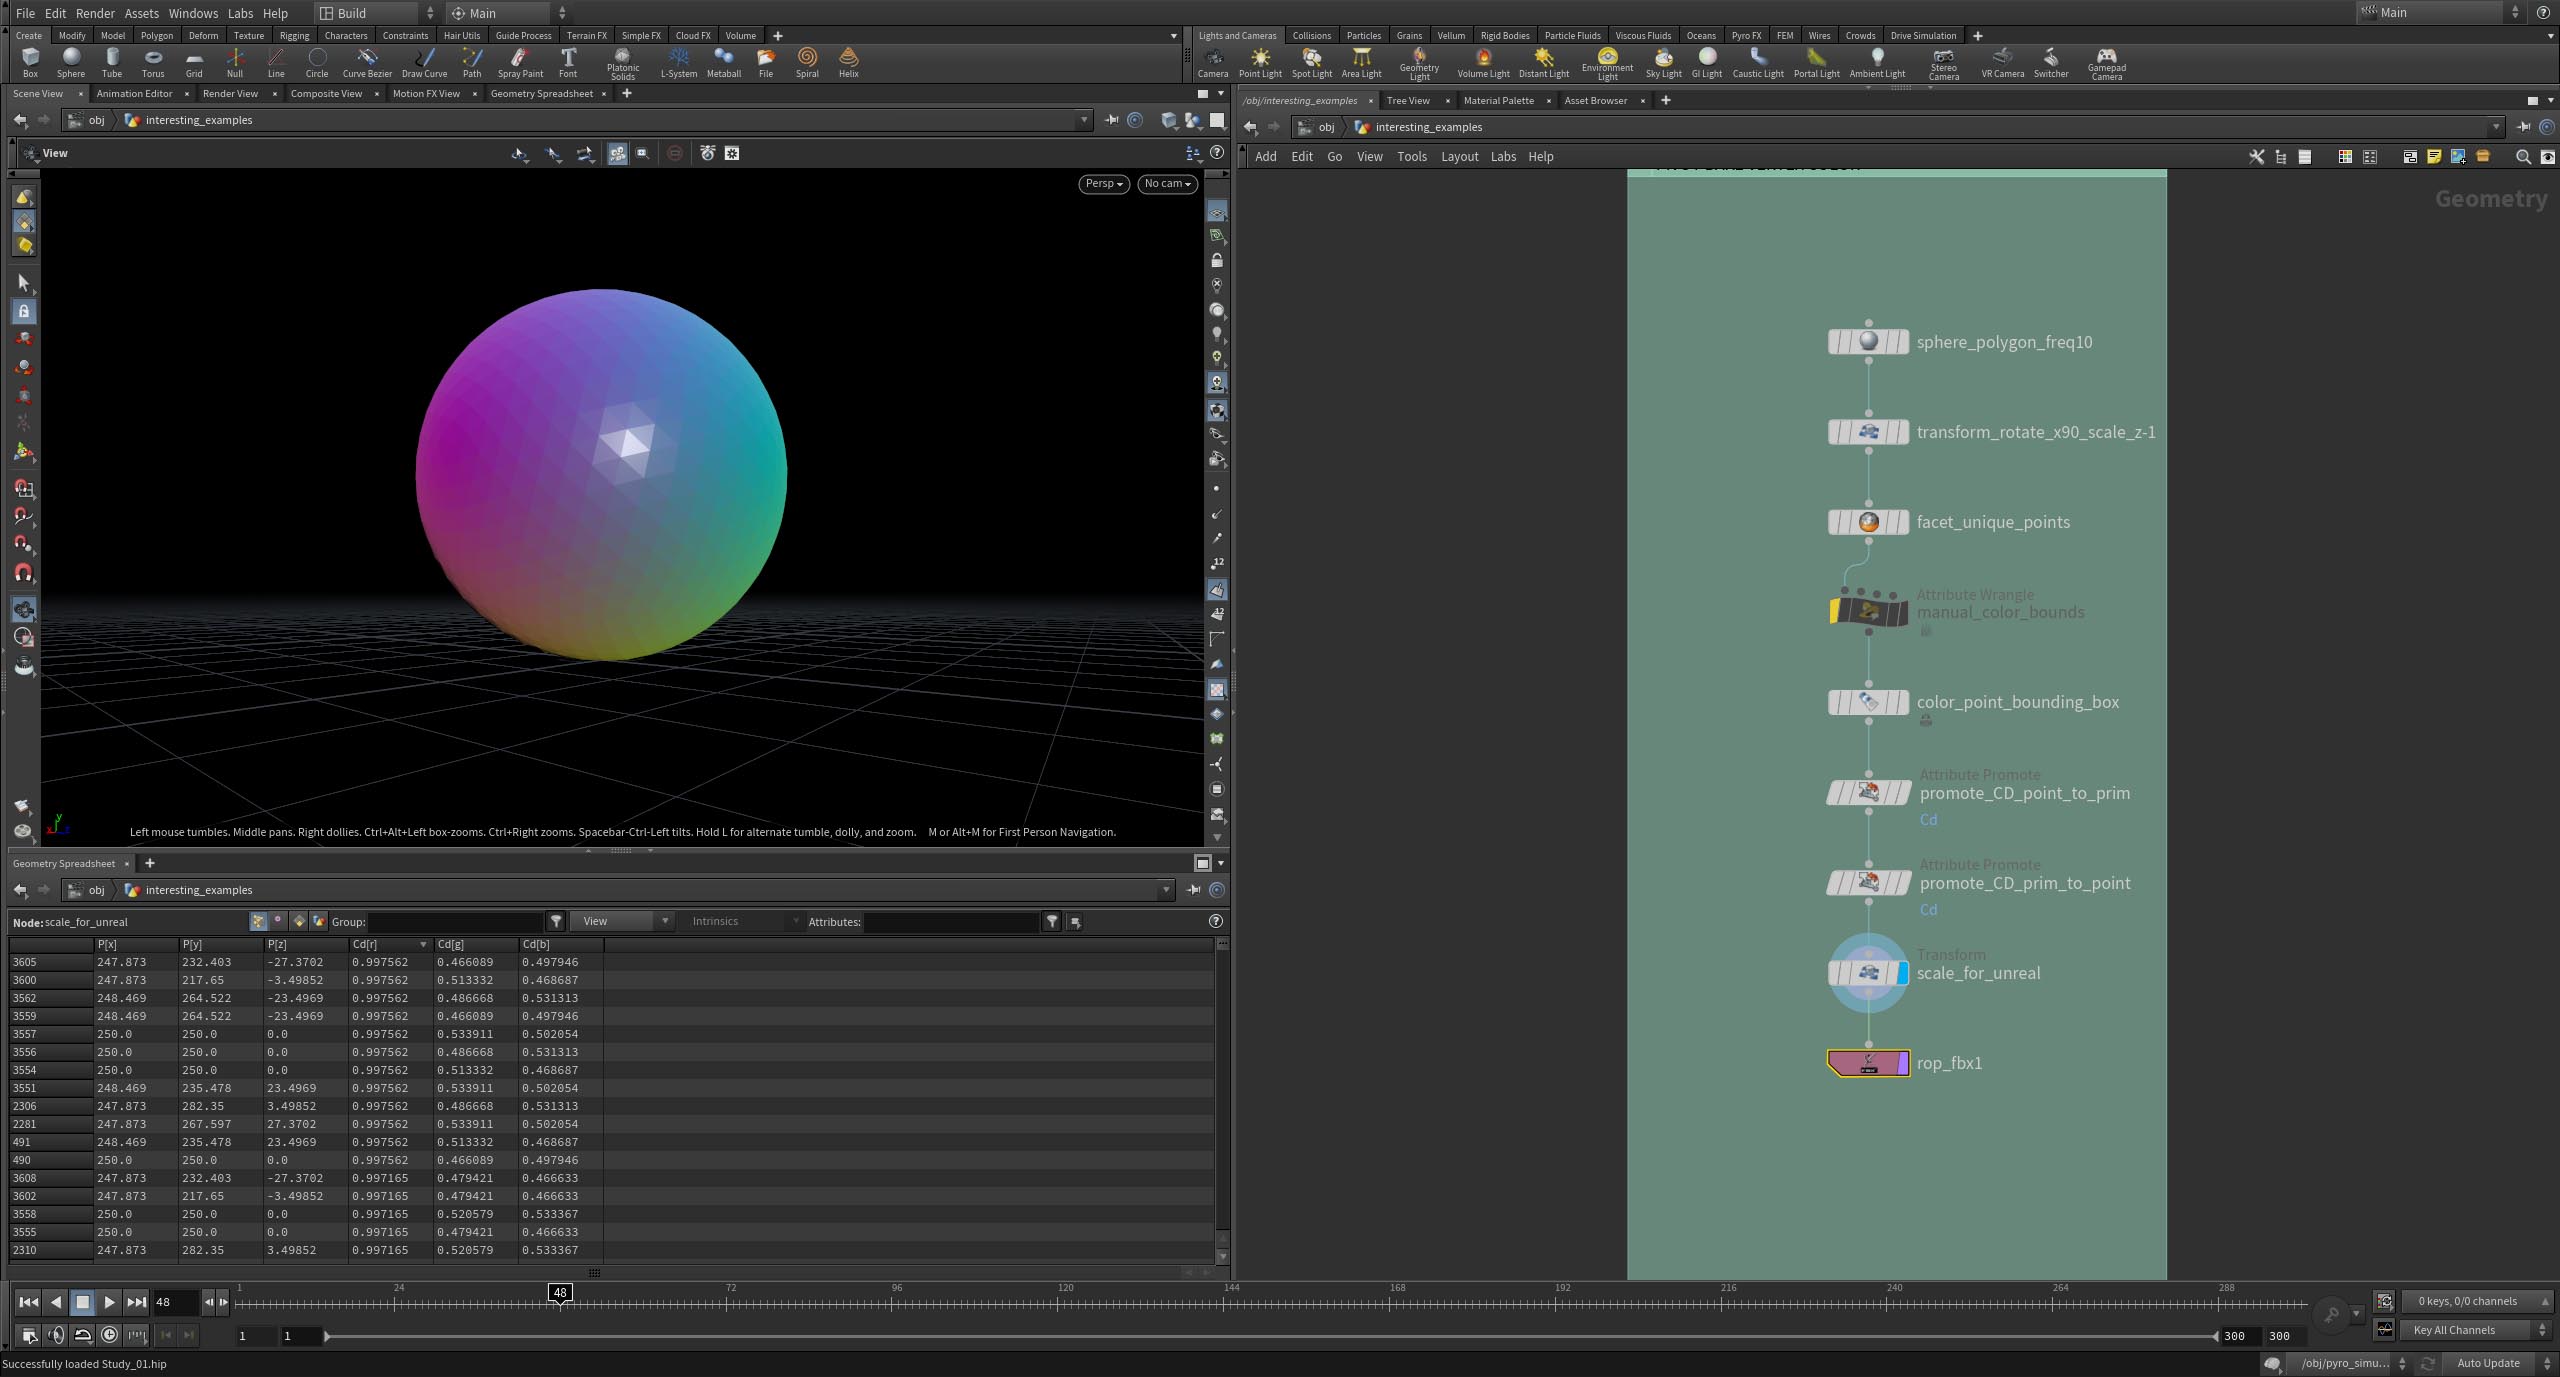 File Edit Render Assets Windows Labs Help Build Main Main
Create Modify Model Polygon Deform Texture Rigging Characters Constraints Hair Utils Guide Process Terrain FX Simple FX Cloud FX Volume
Box Sphere Tube Torus Grid Null Line Circle Curve Bezier Draw Curve Path Spray Paint Font Platonic Solids L-System Metaball File Spiral Helix
Lights and Cameras Collisions Particles Grains Vellum Rigid Bodies Particle Fluids Viscous Fluids Oceans Pyro FX FEM Wires Crowds Drive Simulation
Camera Point Light Spot Light Area Light Geometry Light Volume Light Distant Light Environment Light Sky Light GI Light Caustic Light Portal Light Ambient Light Stereo Camera VR Camera Switcher Gamepad Camera
Scene View Animation Editor Render View Composite View Motion FX View Geometry Spreadsheet
obj interesting_examples
View
Persp No cam
y
Left mouse tumbles. Middle pans. Right dollies. Ctrl+Alt+Left box-zooms. Ctrl+Right zooms. Spacebar-Ctrl-Left tilts. Hold L for alternate tumble, dolly, and zoom. M or Alt+M for First Person Navigation.
12
12
/obj/interesting_examples Tree View Material Palette Asset Browser
obj interesting_examples
Add Edit Go View Tools Layout Labs Help
Geometry
sphere_polygon_freq10
transform_rotate_x90_scale_z-1
facet_unique_points
Attribute Wrangle
manual_color_bounds
color_point_bounding_box
Attribute Promote
promote_CD_point_to_prim
Cd
Attribute Promote
promote_CD_prim_to_point
Cd
Transform
scale_for_unreal
rop_fbx1
Geometry Spreadsheet
obj interesting_examples
Node: scale_for_unreal Group: View Intrinsics Attributes:
P[x] P[y] P[z] Cd[r] Cd[g] Cd[b]
3605 247.873 232.403 -27.3702 0.997562 0.466089 0.497946
3600 247.873 217.65 -3.49852 0.997562 0.513332 0.468687
3562 248.469 264.522 -23.4969 0.997562 0.486668 0.531313
3559 248.469 264.522 -23.4969 0.997562 0.466089 0.497946
3557 250.0 250.0 0.0 0.997562 0.533911 0.502054
3556 250.0 250.0 0.0 0.997562 0.486668 0.531313
3554 250.0 250.0 0.0 0.997562 0.513332 0.468687
3551 248.469 235.478 23.4969 0.997562 0.533911 0.502054
2306 247.873 282.35 3.49852 0.997562 0.486668 0.531313
2281 247.873 267.597 27.3702 0.997562 0.533911 0.502054
491 248.469 235.478 23.4969 0.997562 0.513332 0.468687
490 250.0 250.0 0.0 0.997562 0.466089 0.497946
3608 247.873 232.403 -27.3702 0.997165 0.479421 0.466633
3602 247.873 217.65 -3.49852 0.997165 0.479421 0.466633
3558 250.0 250.0 0.0 0.997165 0.520579 0.533367
3555 250.0 250.0 0.0 0.997165 0.479421 0.466633
2310 247.873 282.35 3.49852 0.997165 0.520579 0.533367
48 1 24 48 72 96 120 144 168 192 216 240 264 288 0 keys, 0/0 channels
1 1 300 300 Key All Channels
Successfully loaded Study_01.hip /obj/pyro_simu... Auto Update